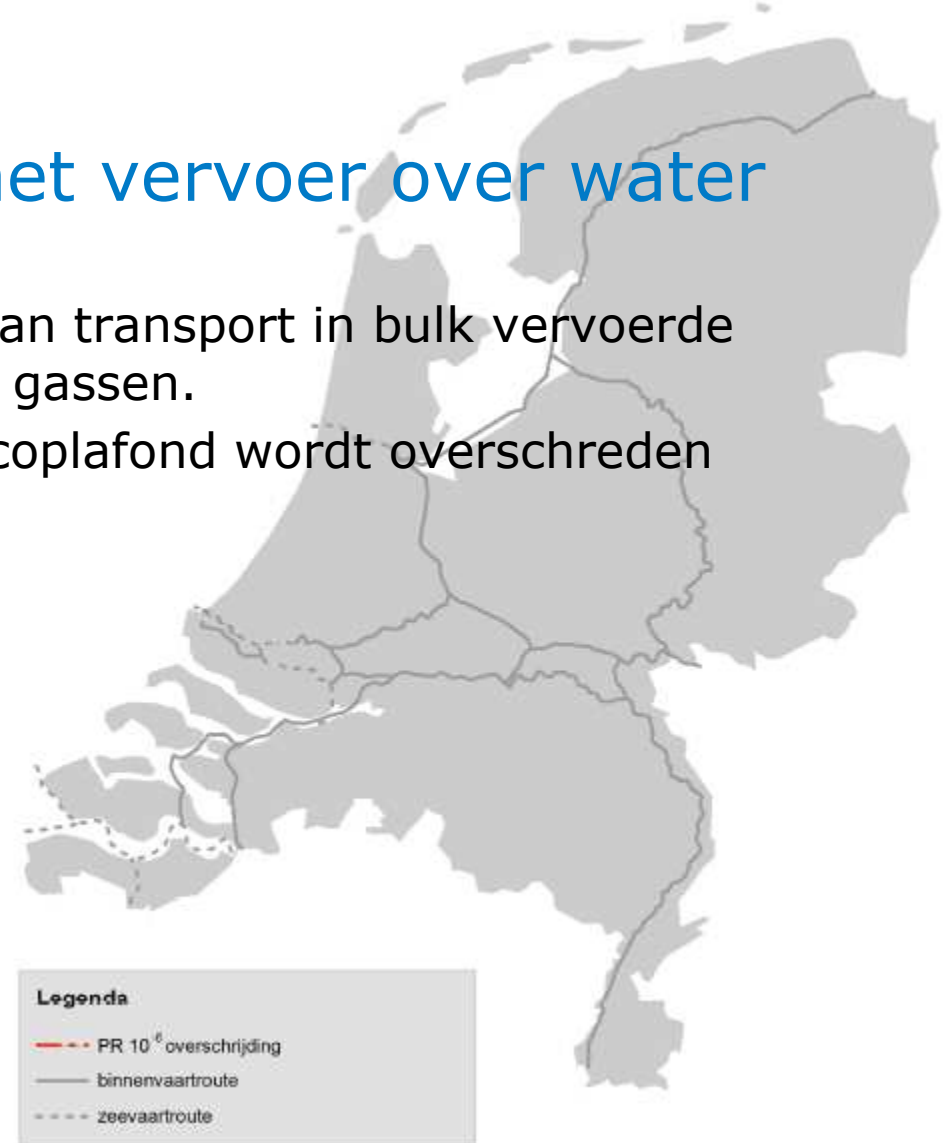 net vervoer over water
an transport in bulk vervoerde
gassen.
coplafond wordt overschreden
Legenda
PR 10⁻⁶ overschrijding
binnenvaartroute
zeevaartroute